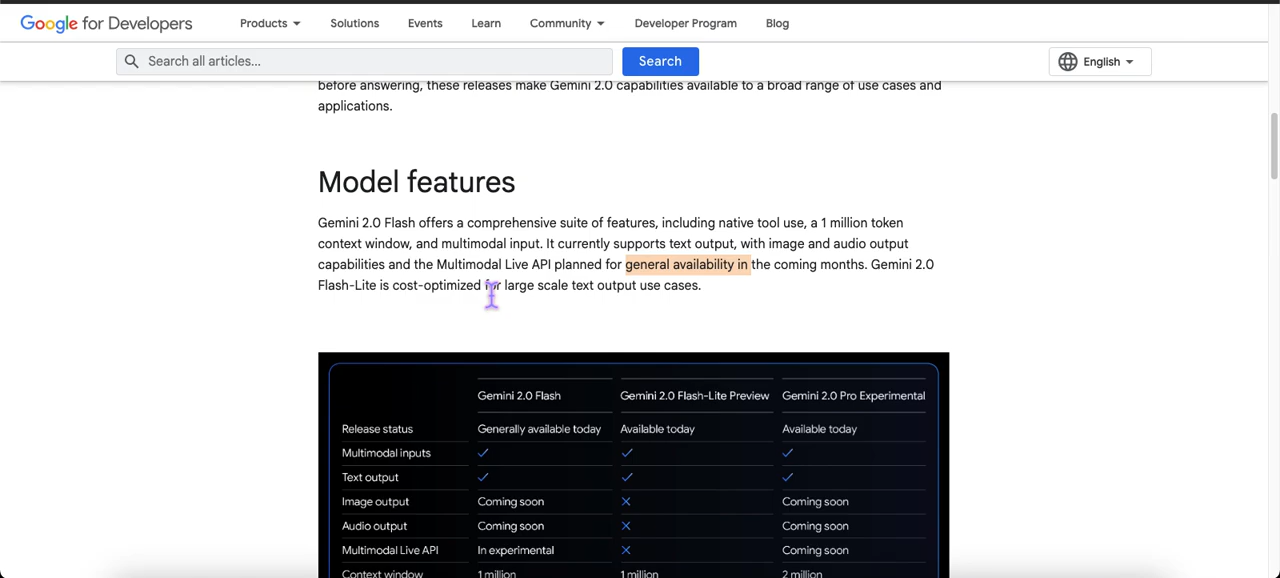 Google for Developers Products Solutions Events Learn Community Developer Program Blog
Search all articles... Search English
before answering, these releases make Gemini 2.0 capabilities available to a broad range of use cases and
applications.
Model features
Gemini 2.0 Flash offers a comprehensive suite of features, including native tool use, a 1 million token
context window, and multimodal input. It currently supports text output, with image and audio output
capabilities and the Multimodal Live API planned for general availability in the coming months. Gemini 2.0
Flash-Lite is cost-optimized for large scale text output use cases.
Gemini 2.0 Flash Gemini 2.0 Flash-Lite Preview Gemini 2.0 Pro Experimental
Release status Generally available today Available today Available today
Multimodal inputs ✓ ✓ ✓
Text output ✓ ✓ ✓
Image output Coming soon ✕ Coming soon
Audio output Coming soon ✕ Coming soon
Multimodal Live API In experimental ✕ Coming soon
Context window 1 million 1 million 2 million